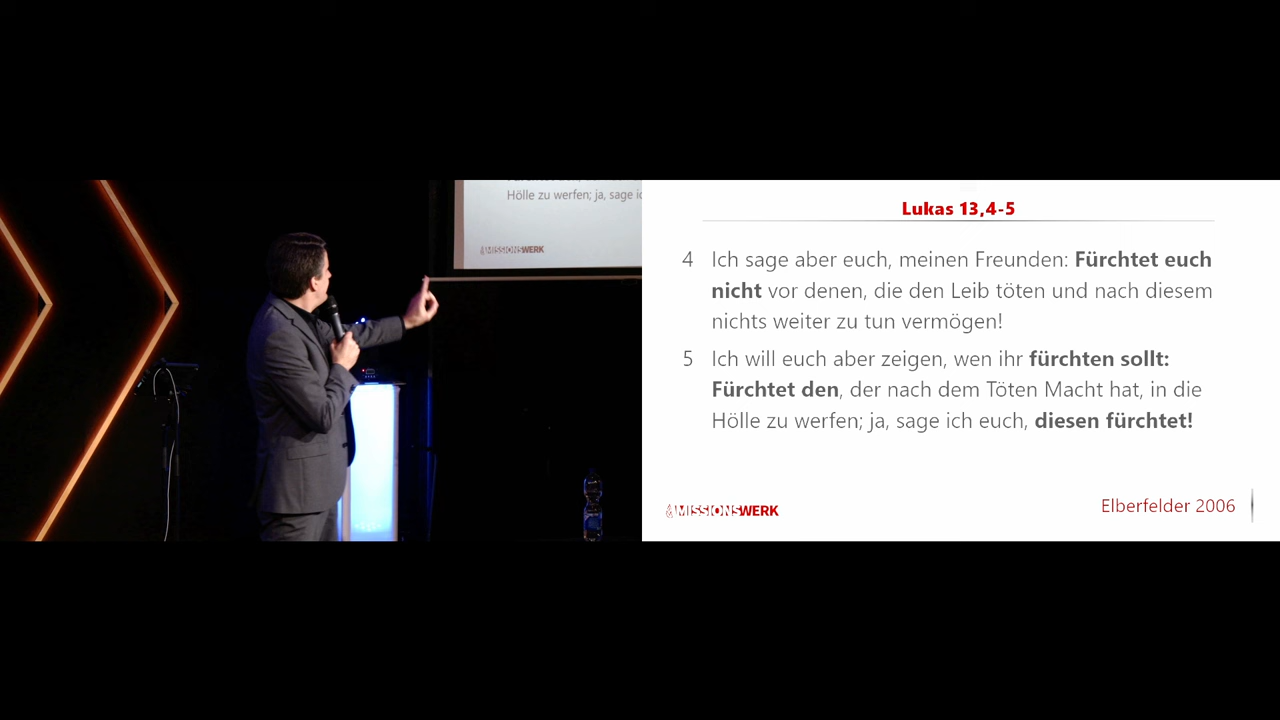 Hölle zu werfen; ja, sage
MISSIONSWERK
Lukas 13,4-5
4 Ich sage aber euch, meinen Freunden: Fürchtet euch
nicht vor denen, die den Leib töten und nach diesem
nichts weiter zu tun vermögen!
5 Ich will euch aber zeigen, wen ihr fürchten sollt:
Fürchtet den, der nach dem Töten Macht hat, in die
Hölle zu werfen; ja, sage ich euch, diesen fürchtet!
MISSIONSWERK
Elberfelder 2006